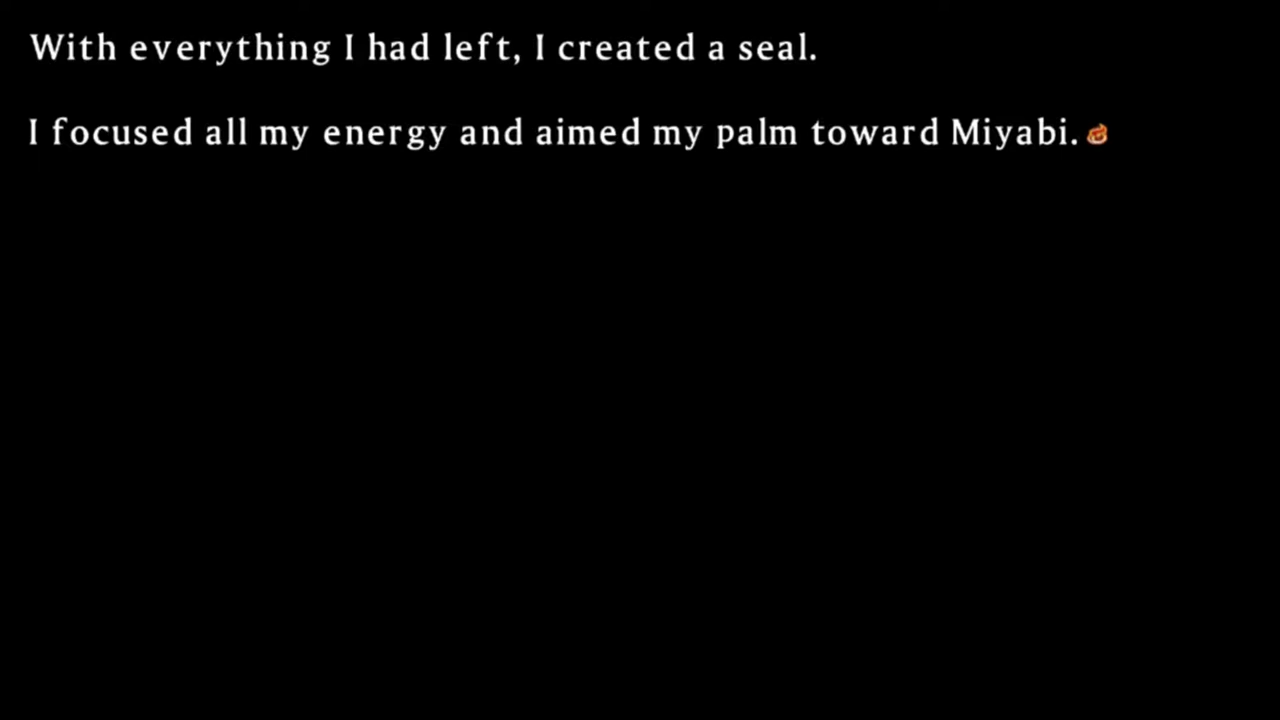 With everything I had left, I created a seal.
I focused all my energy and aimed my palm toward Miyabi.